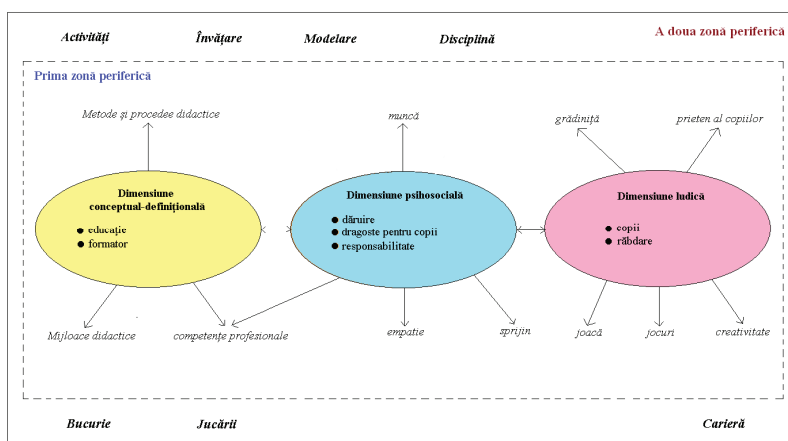 A doua zonă periferică
Activități
Învățare
Modelare
Disciplină
Prima zonă periferică
Metode și procedee didactice
muncă
grădiniță
prieten al copiilor
Dimensiune
conceptual-definițională
● educație
● formator
Dimensiune psihosocială
● dăruire
● dragoste pentru copii
● responsabilitate
Dimensiune ludică
● copii
● răbdare
Mijloace didactice
competențe profesionale
empatie
sprijin
joacă
jocuri
creativitate
Bucurie
Jucării
Carieră